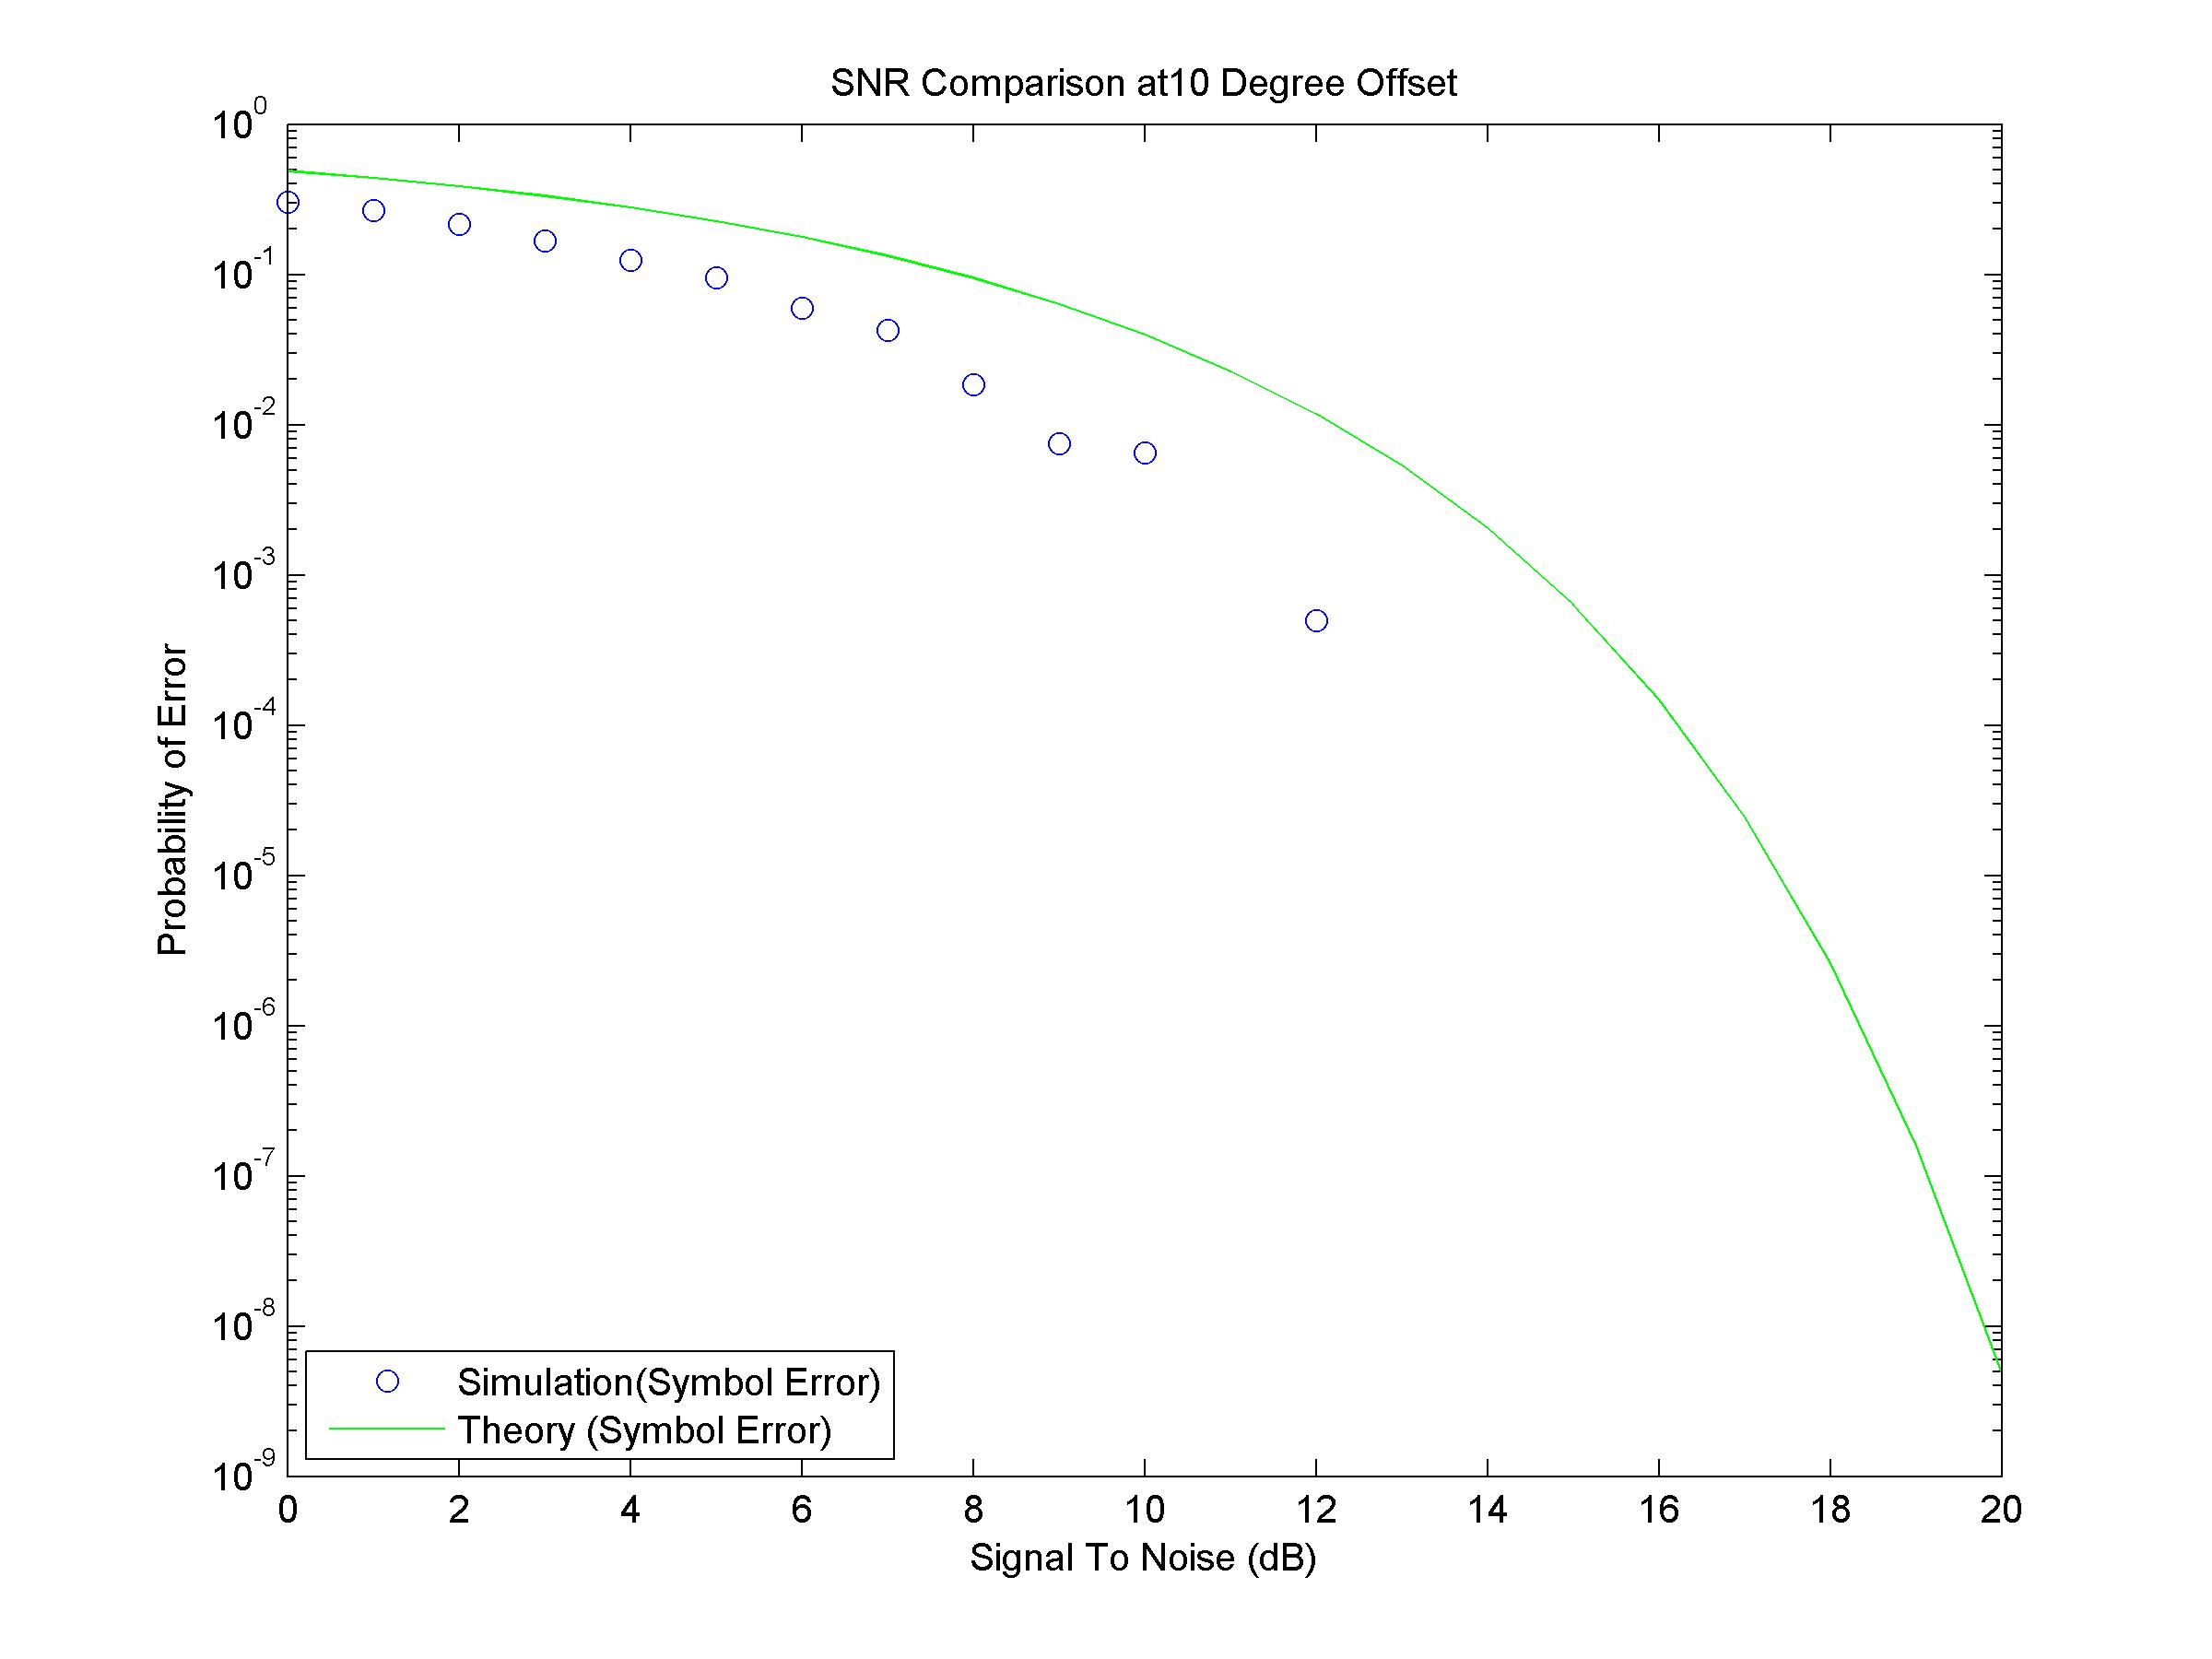 SNR Comparison at10 Degree Offset
10^0
10^-1
10^-2
10^-3
10^-4
10^-5
10^-6
10^-7
10^-8
10^-9
Probability of Error
Simulation(Symbol Error)
Theory (Symbol Error)
0 2 4 6 8 10 12 14 16 18 20
Signal To Noise (dB)